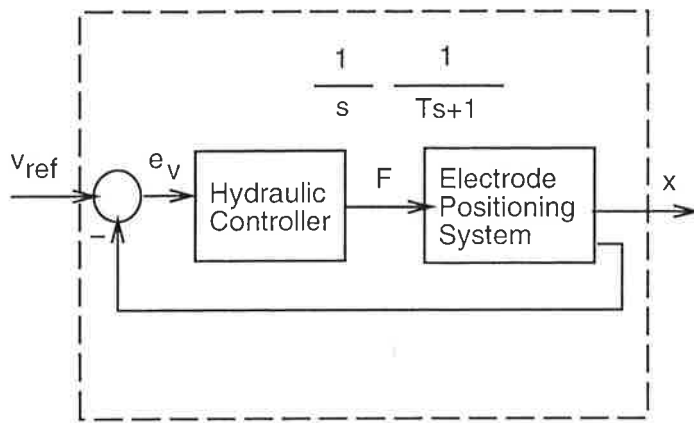 1 1
s Ts+1
v_ref
e_v
Hydraulic
Controller
F
Electrode
Positioning
System
x
−